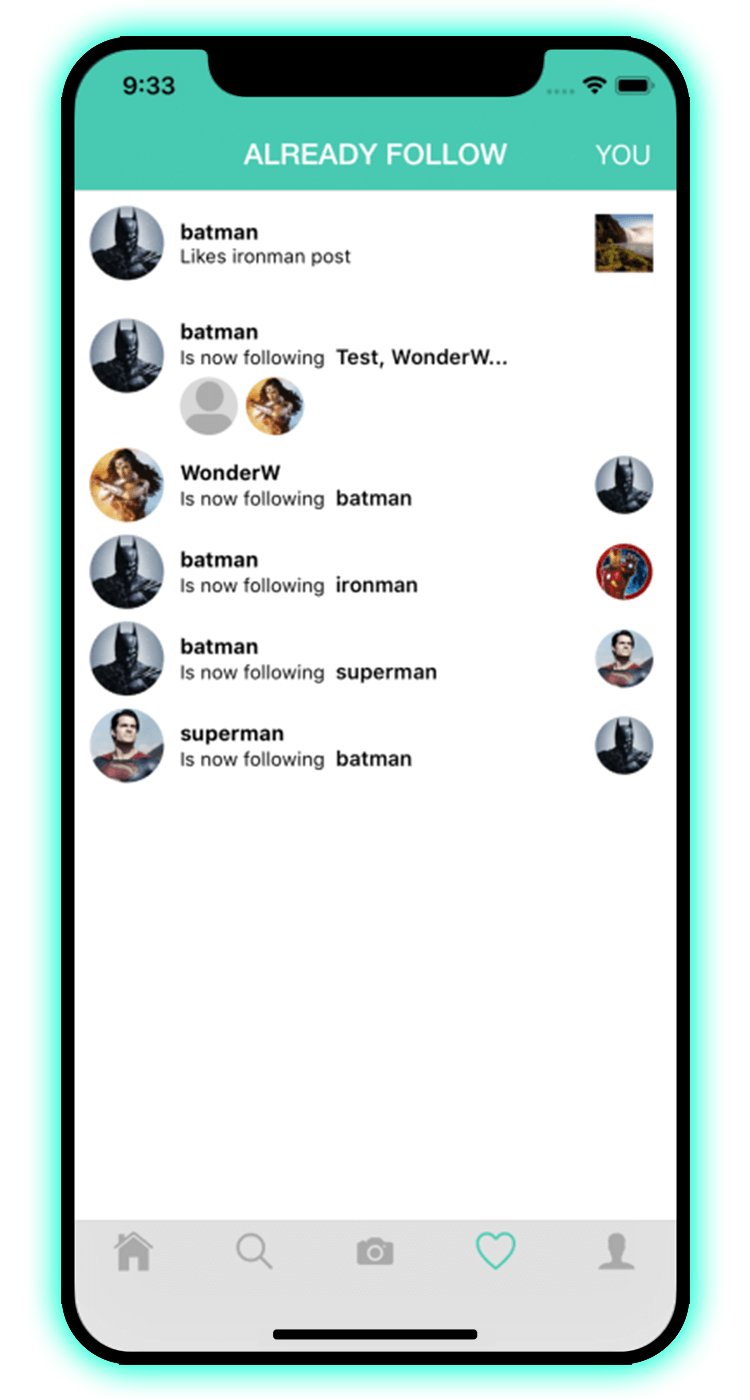 9:33
ALREADY FOLLOW YOU
batman
Likes ironman post
batman
Is now following Test, WonderW...
WonderW
Is now following batman
batman
Is now following ironman
batman
Is now following superman
superman
Is now following batman